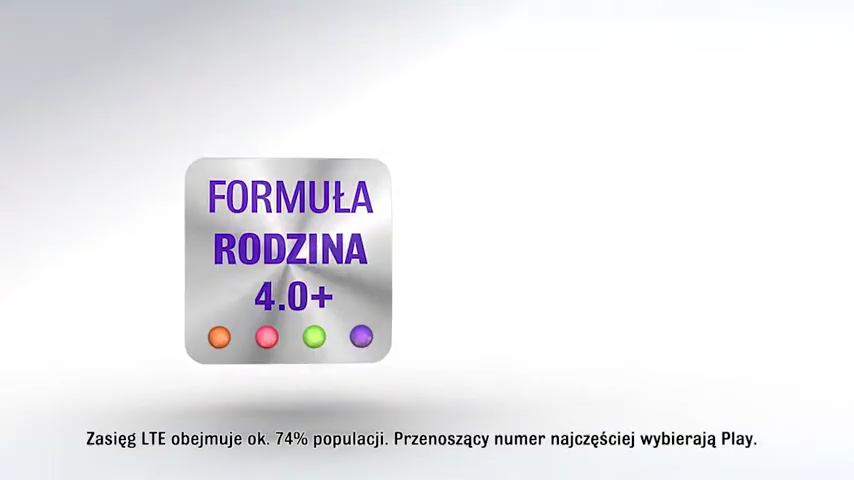 FORMUŁA
RODZINA
4.0+
Zasięg LTE obejmuje ok. 74% populacji. Przenoszący numer najczęściej wybierają Play.